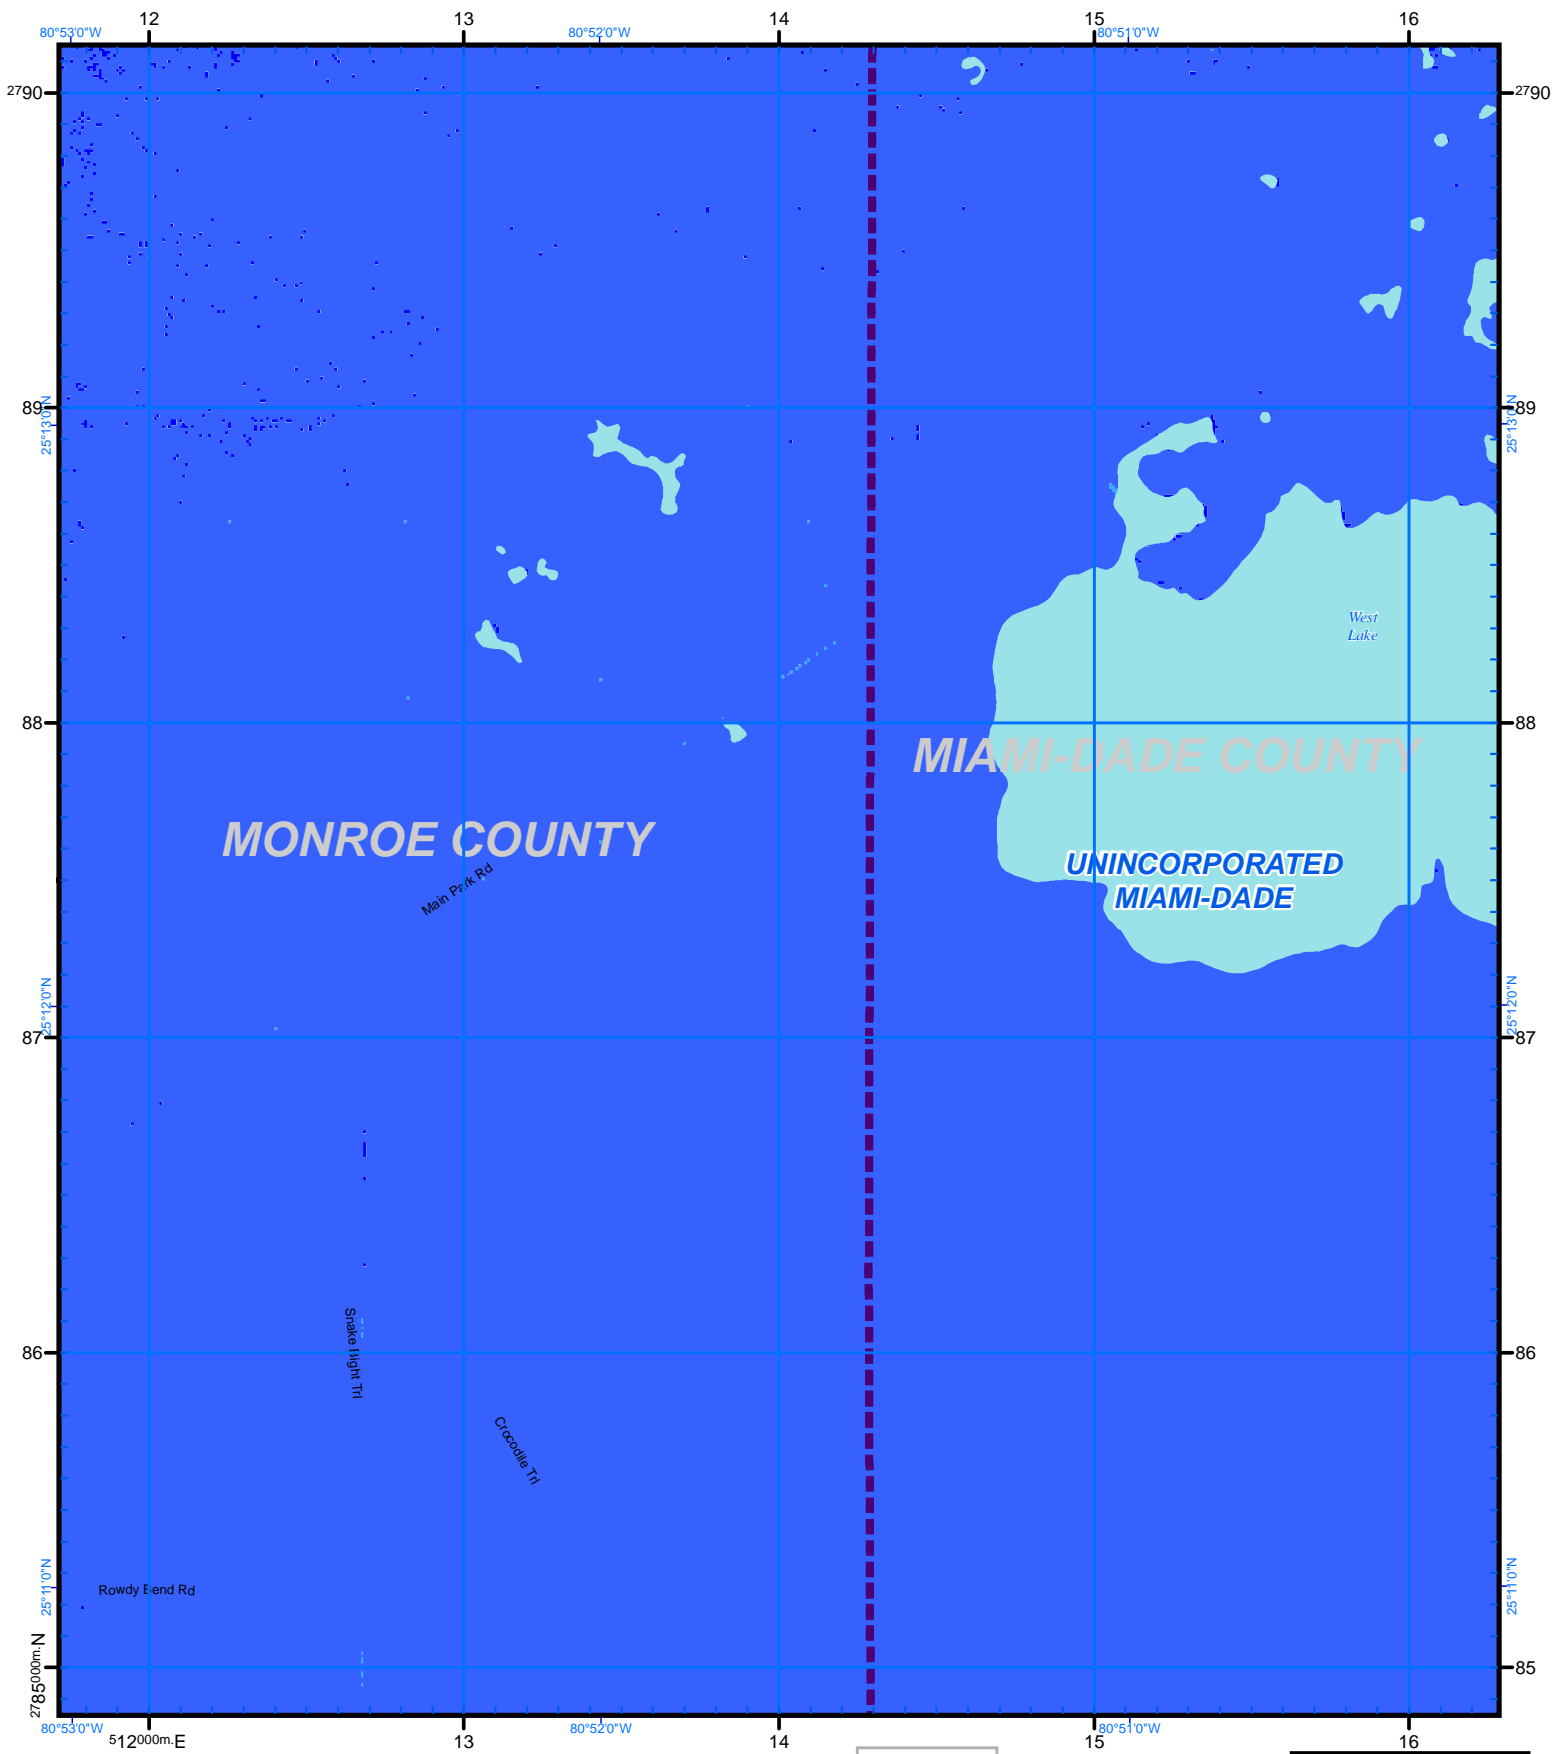 12 13 14 15 16
80°53'0"W 80°52'0"W 80°51'0"W
2790 2790
89 89
25°13'0"N 25°13'0"N
West
Lake
88 88
MIAMI-DADE COUNTY
MONROE COUNTY
UNINCORPORATED
MIAMI-DADE
Main Park Rd
25°12'0"N 25°12'0"N
87 87
Snake Bight Trl
86 86
Crocodile Trl
25°11'0"N 25°11'0"N
Rowdy Bend Rd
2785000m.N 85
80°53'0"W 80°52'0"W 80°51'0"W
512000m.E 13 14 15 16